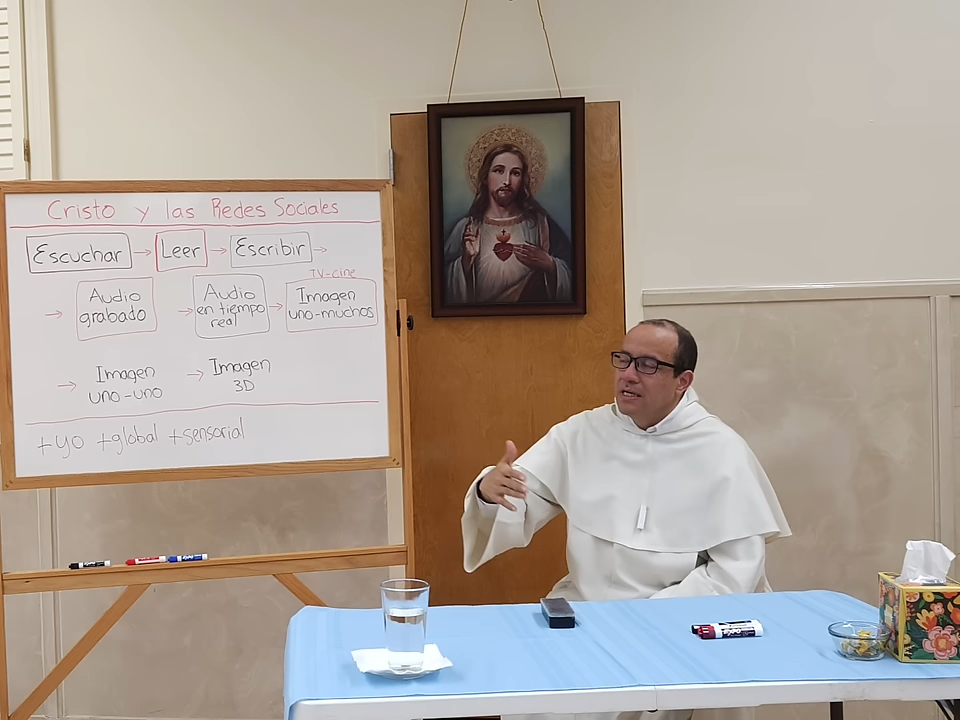 Cristo y las Redes Sociales
Escuchar → Leer → Escribir →
TV-cine
→ Audio grabado → Audio en tiempo real → Imagen uno-muchos
→ Imagen uno-uno → Imagen 3D
+yo +global +sensorial
EXPO